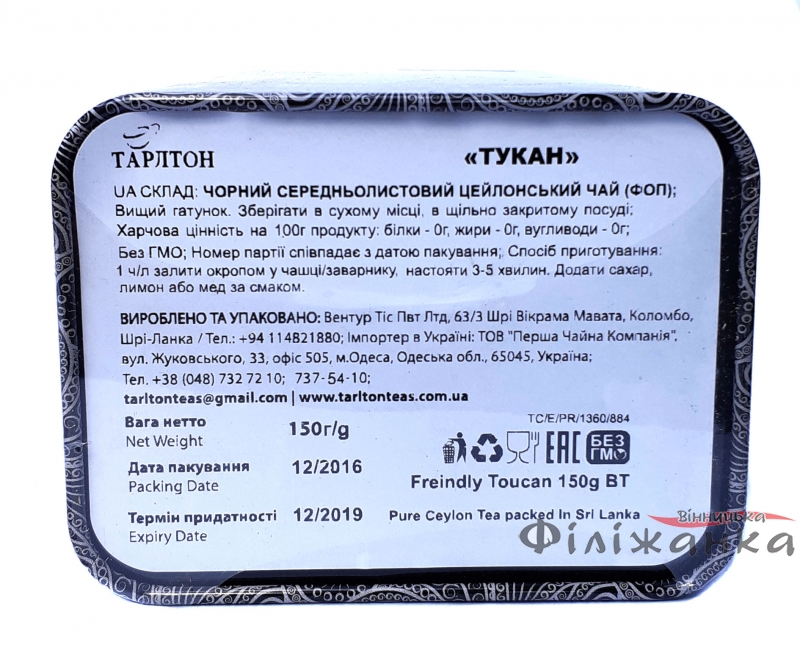 ТАРЛТОН
«ТУКАН»
UA СКЛАД: ЧОРНИЙ СЕРЕДНЬОЛИСТОВИЙ ЦЕЙЛОНСЬКИЙ ЧАЙ (ФОП);
Вищий гатунок. Зберігати в сухому місці, в щільно закритому посуді;
Харчова цінність на 100г продукту: білки - 0г, жири - 0г, вуглiводи - 0г;
Без ГМО; Номер партії співпадає з датою пакування; Спосіб приготування:
1 ч/л залити окропом у чашці/заварнику, настояти 3-5 хвилин. Додати сахар,
лимон або мед за смаком.
ВИРОБЛЕНО ТА УПАКОВАНО: Вентур Тіс Пвт Лтд, 63/3 Шрі Вікрама Мавата, Коломбо,
Шрі-Ланка / Тел.: +94 114821880; Імпортер в Україні: ТОВ "Перша Чайна Компанія",
вул. Жуковського, 33, офіс 505, м.Одеса, Одеська обл., 65045, Україна;
Тел. +38 (048) 732 72 10; 737-54-10;
tarltonteas@gmail.com | www.tarltonteas.com.ua
Вага нетто
Net Weight
150г/g
Дата пакування
Packing Date
12/2016
Термін придатності
Expiry Date
12/2019
TC/E/PR/1360/884
EAC
БЕЗ
ГМО
Freindly Toucan 150g BT
Pure Ceylon Tea packed In Sri Lanka
Вінницька
Філіжанка